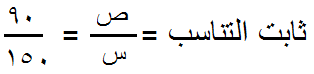 ثابت التناسب = ص/س = ٩٠/١٥٠